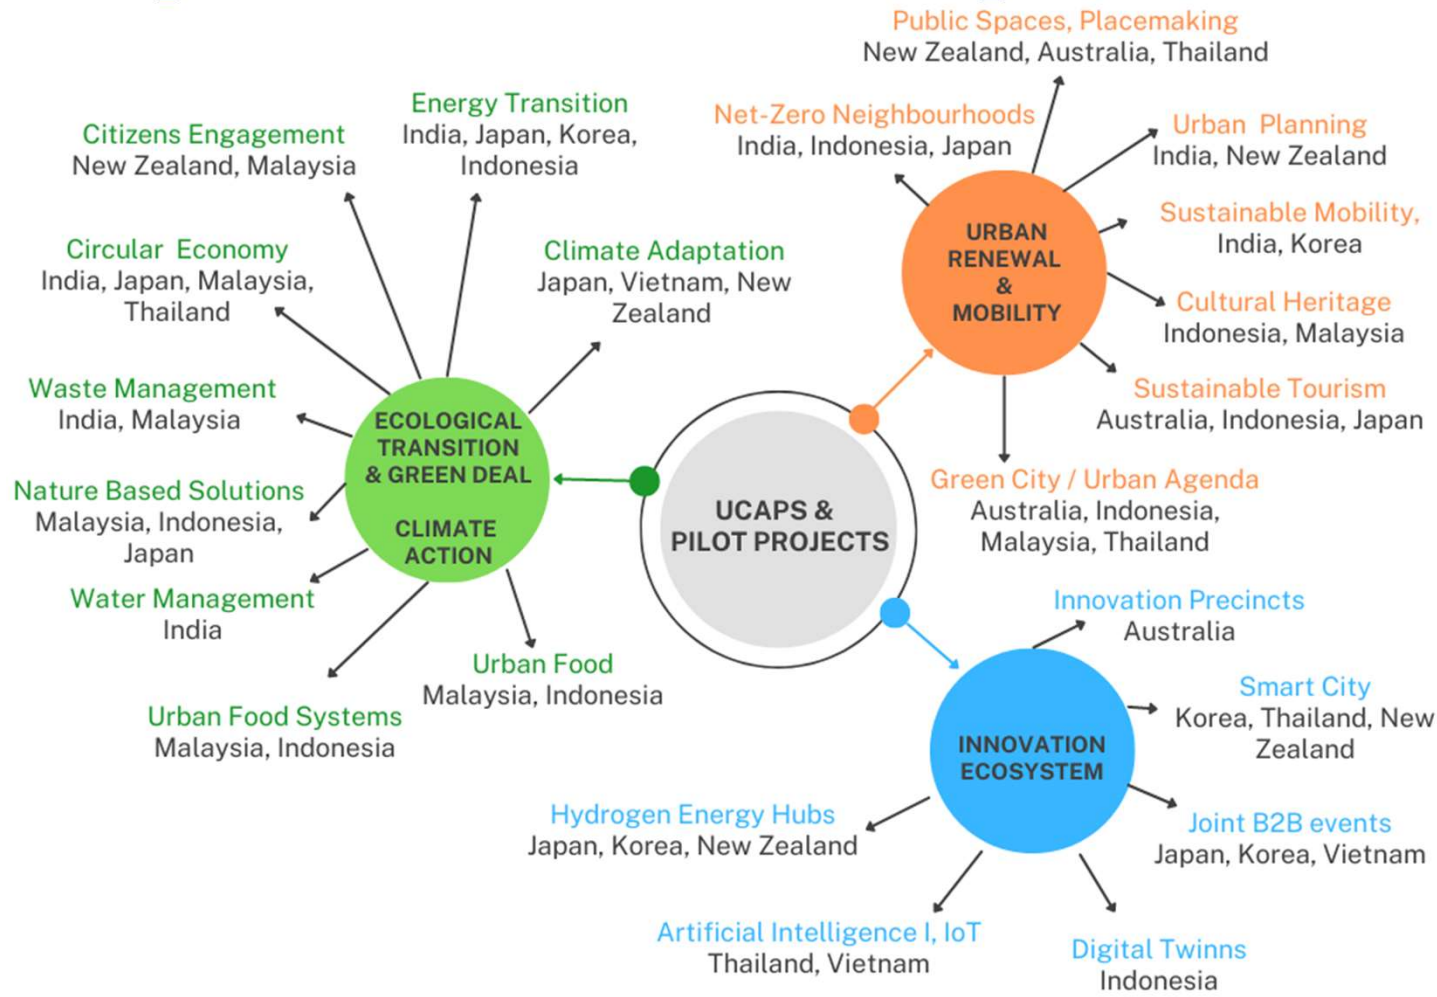 Public Spaces, Placemaking
New Zealand, Australia, Thailand
Energy Transition
India, Japan, Korea,
Indonesia
Citizens Engagement
New Zealand, Malaysia
Net-Zero Neighbourhoods
India, Indonesia, Japan
Urban Planning
India, New Zealand
Sustainable Mobility,
India, Korea
Circular Economy
India, Japan, Malaysia,
Thailand
Climate Adaptation
Japan, Vietnam, New
Zealand
URBAN
RENEWAL
&
MOBILITY
Cultural Heritage
Indonesia, Malaysia
Waste Management
India, Malaysia
Sustainable Tourism
Australia, Indonesia, Japan
ECOLOGICAL
TRANSITION
& GREEN DEAL
CLIMATE
ACTION
Green City / Urban Agenda
Australia, Indonesia,
Malaysia, Thailand
Nature Based Solutions
Malaysia, Indonesia,
Japan
UCAPS &
PILOT PROJECTS
Water Management
India
Innovation Precincts
Australia
Urban Food
Malaysia, Indonesia
Urban Food Systems
Malaysia, Indonesia
Smart City
Korea, Thailand, New
Zealand
INNOVATION
ECOSYSTEM
Hydrogen Energy Hubs
Japan, Korea, New Zealand
Joint B2B events
Japan, Korea, Vietnam
Artificial Intelligence I, IoT
Thailand, Vietnam
Digital Twinns
Indonesia